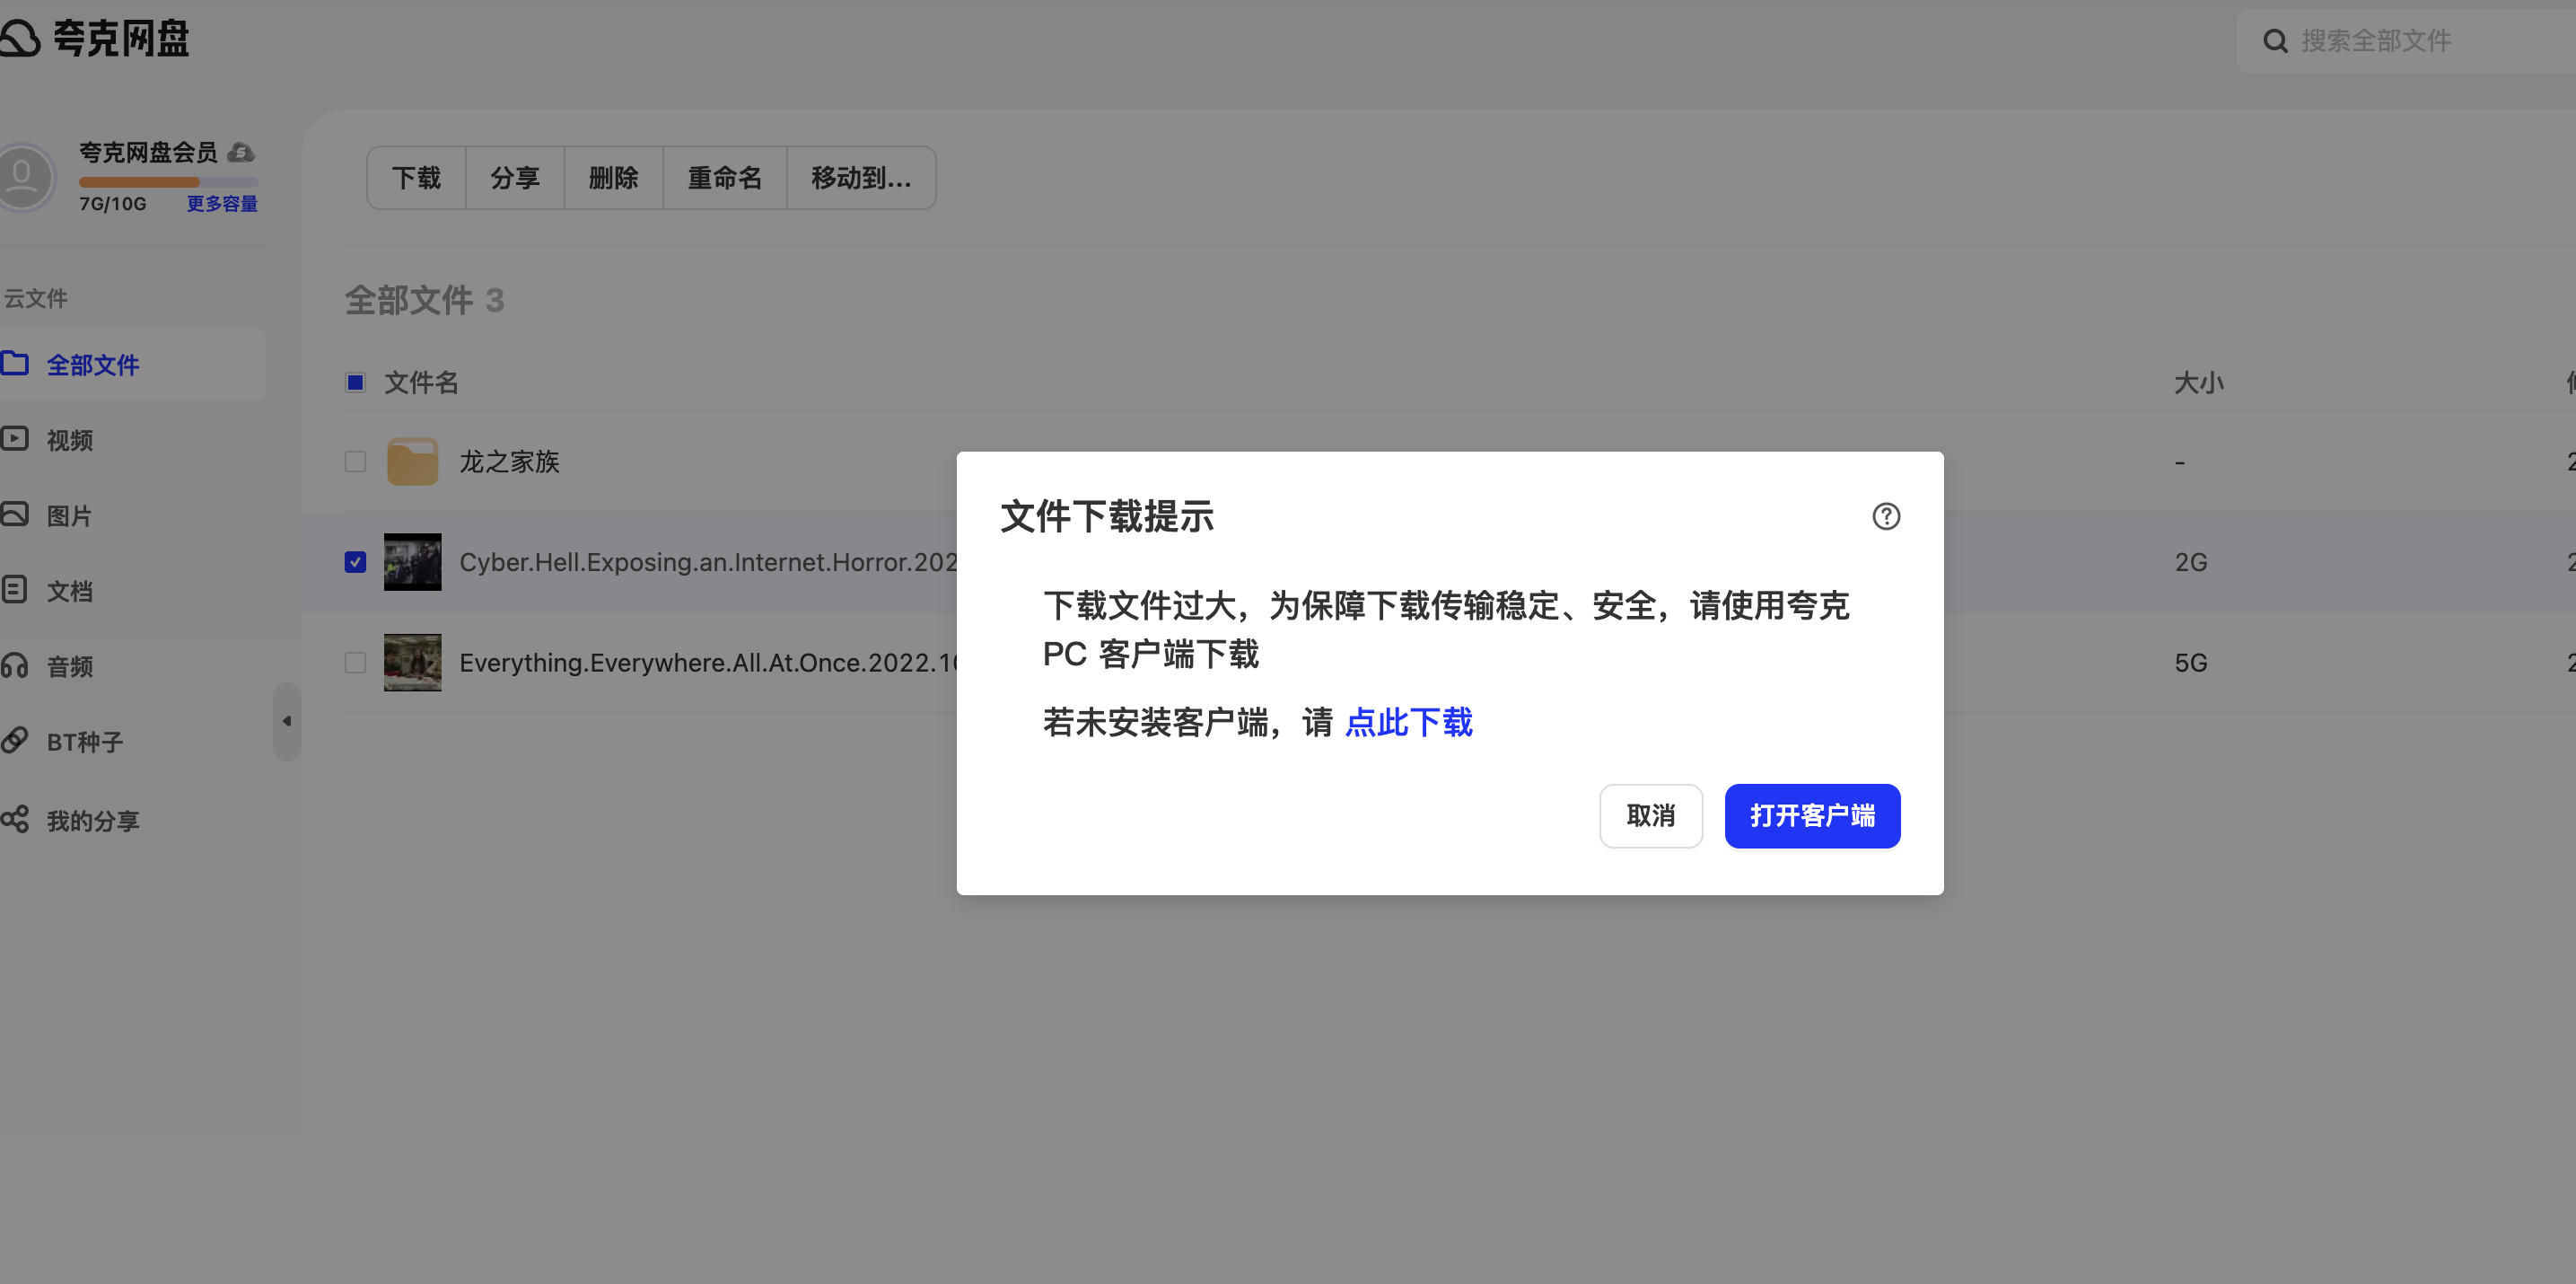 夸克网盘
搜索全部文件
夸克网盘会员
7G/10G 更多容量
下载 分享 删除 重命名 移动到...
云文件
全部文件
视频
图片
文档
音频
BT种子
我的分享
全部文件 3
文件名 大小
龙之家族 -
Cyber.Hell.Exposing.an.Internet.Horror.202 2G
Everything.Everywhere.All.At.Once.2022.1 5G
文件下载提示
下载文件过大，为保障下载传输稳定、安全，请使用夸克
PC 客户端下载
若未安装客户端，请 点此下载
取消 打开客户端